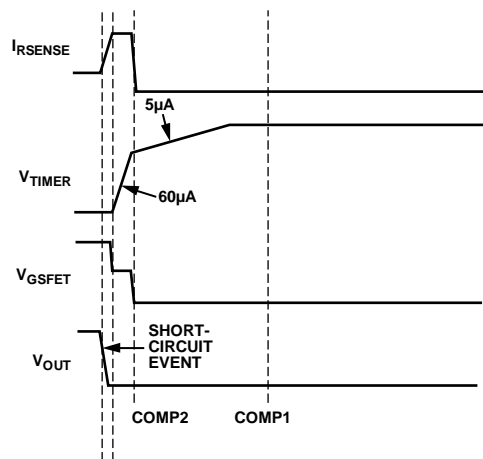 IRSENSE
5µA
VTIMER
60µA
VGSFET
SHORT-
CIRCUIT
EVENT
VOUT
COMP2
COMP1